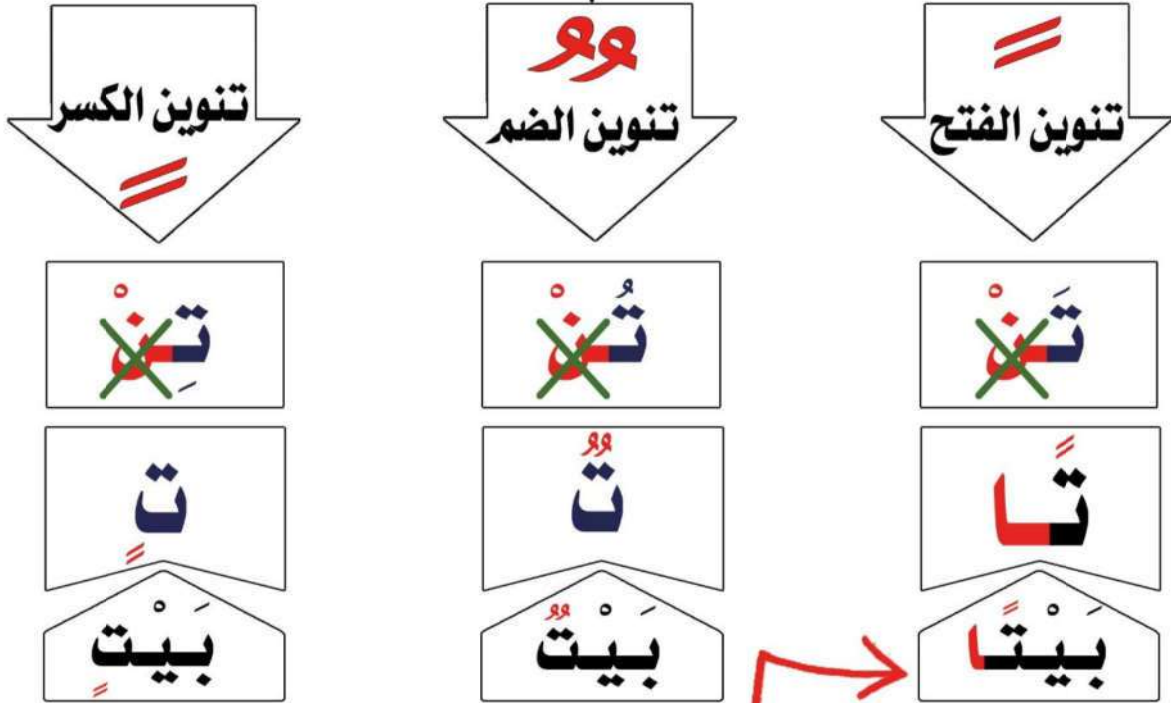 تنوين الفتح
تنوين الضم
تنوين الكسر
تَنْ
تُنْ
تِنْ
تًا
تٌ
تٍ
بَيْتًا
بَيْتٌ
بَيْتٍ